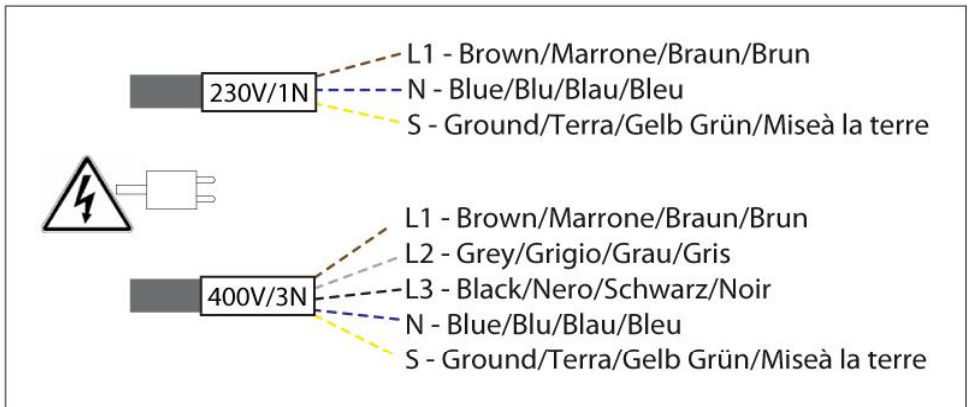 230V/1N
L1 - Brown/Marrone/Braun/Brun
N - Blue/Blu/Blau/Bleu
S - Ground/Terra/Gelb Grün/Miseà la terre
400V/3N
L1 - Brown/Marrone/Braun/Brun
L2 - Grey/Grigio/Grau/Gris
L3 - Black/Nero/Schwarz/Noir
N - Blue/Blu/Blau/Bleu
S - Ground/Terra/Gelb Grün/Miseà la terre